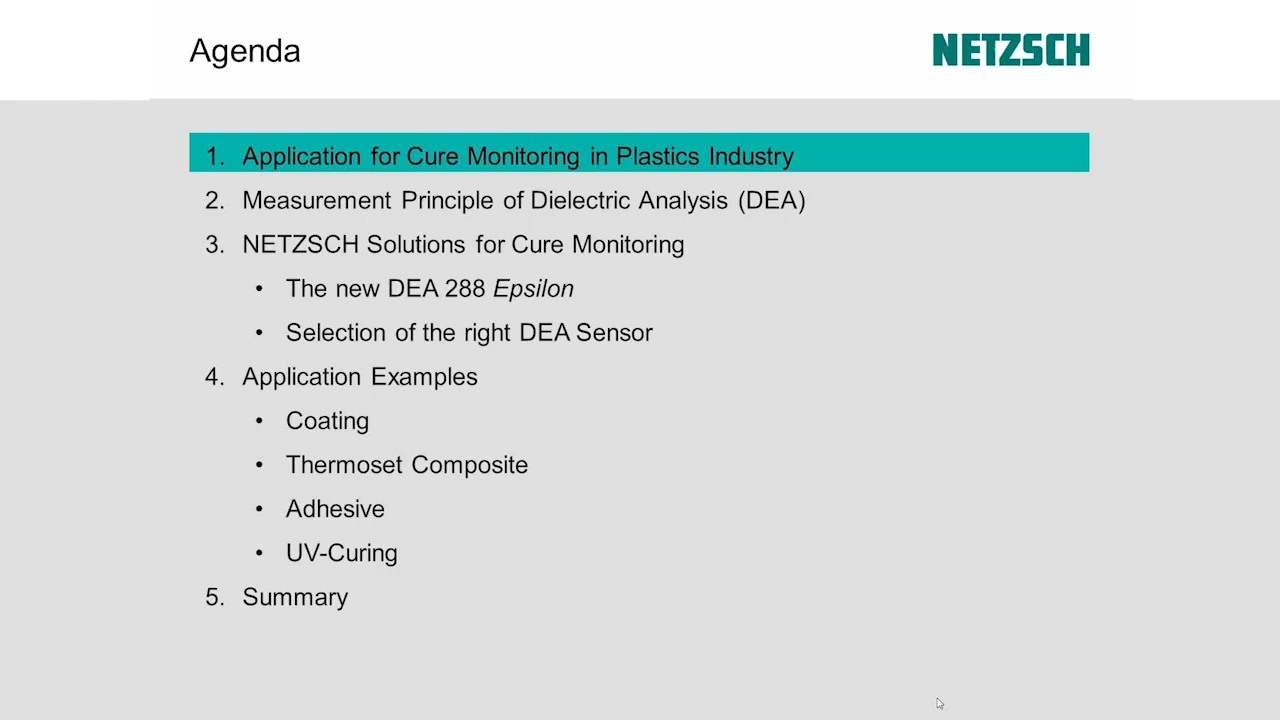 Agenda
NETZSCH
1. Application for Cure Monitoring in Plastics Industry
2. Measurement Principle of Dielectric Analysis (DEA)
3. NETZSCH Solutions for Cure Monitoring
• The new DEA 288 Epsilon
• Selection of the right DEA Sensor
4. Application Examples
• Coating
• Thermoset Composite
• Adhesive
• UV-Curing
5. Summary